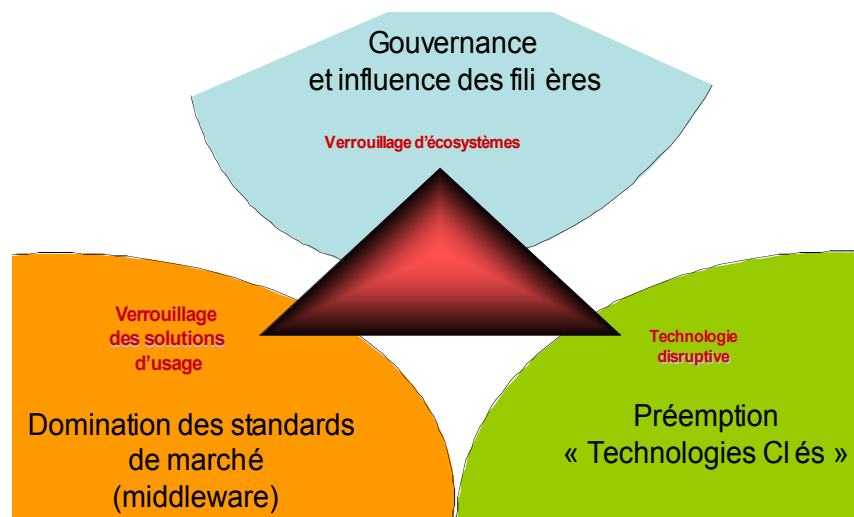 Gouvernance
et influence des fili ères
Verrouillage d'écosystèmes
Verrouillage
des solutions
d'usage
Technologie
disruptive
Domination des standards
de marché
(middleware)
Préemption
« Technologies Cl és »